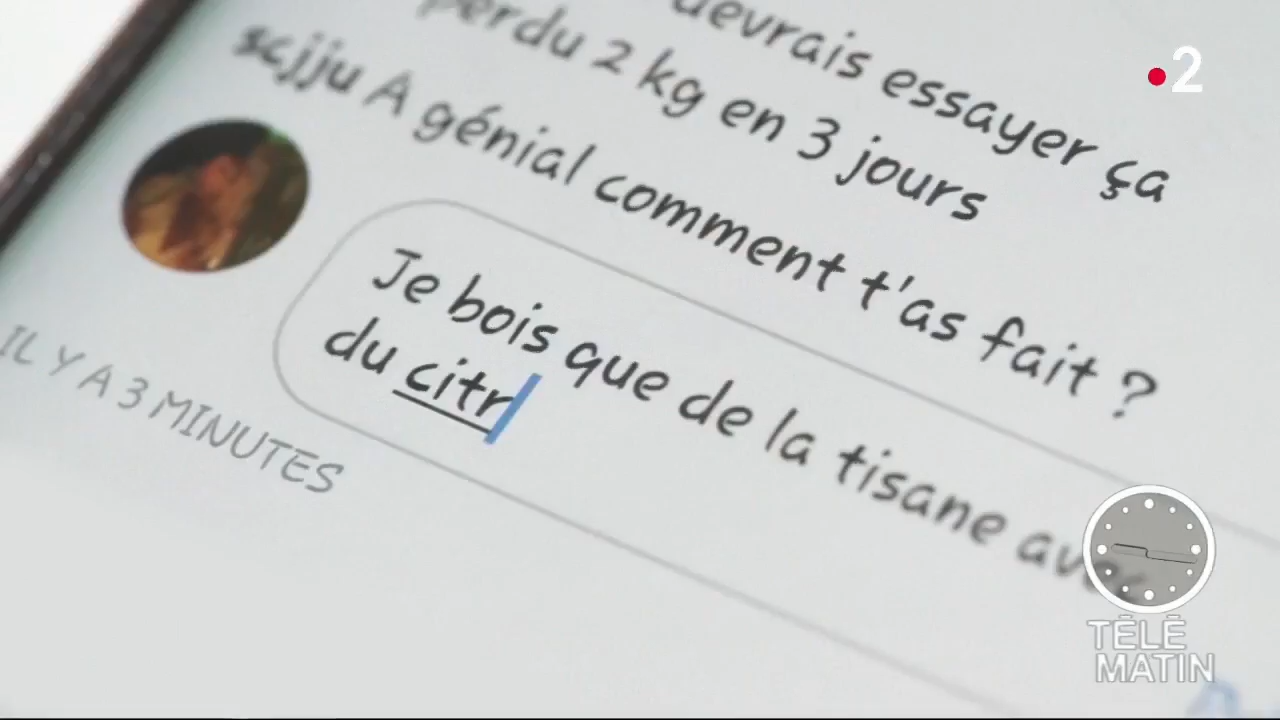 devrais essayer ça
perdu 2 kg en 3 jours
scjju A génial comment t'as fait ?
Je bois que de la tisane avec
du citr
IL Y A 3 MINUTES
2
TÉLÉ
MATIN